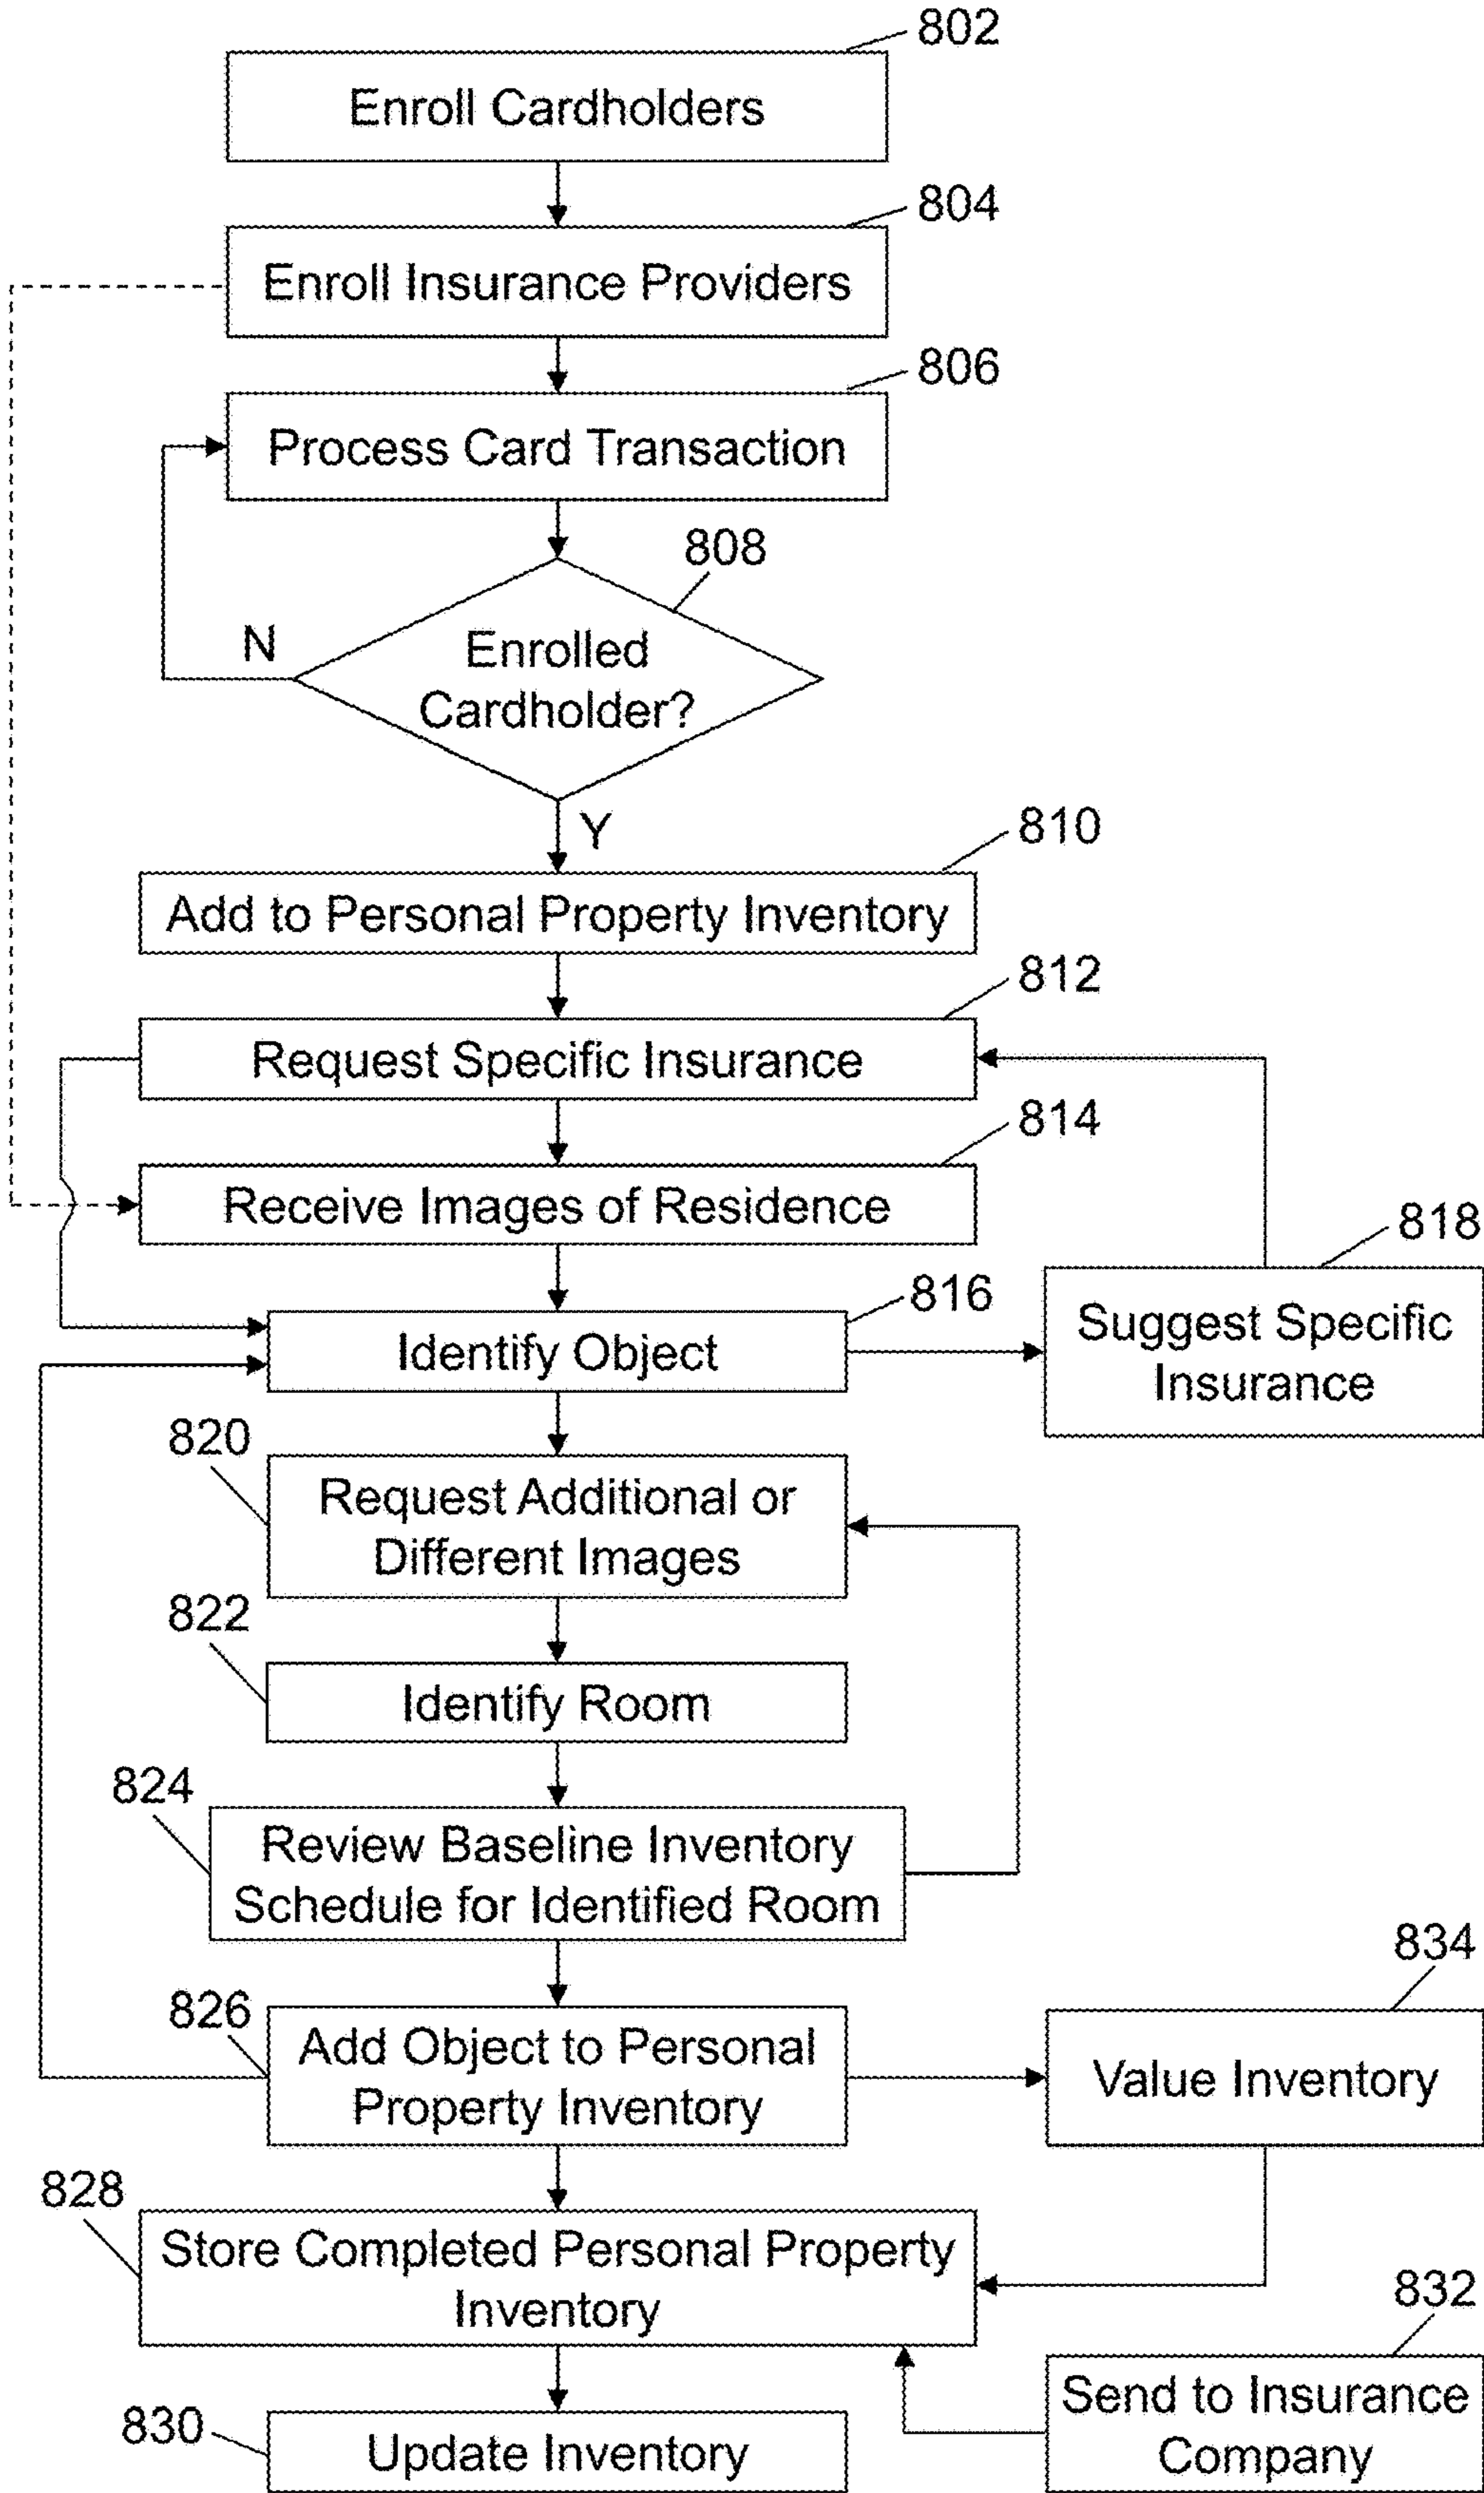 802
Enroll Cardholders
804
Enroll Insurance Providers
806
Process Card Transaction
808
N
Enrolled
Cardholder?
Y
810
Add to Personal Property Inventory
812
Request Specific Insurance
814
Receive Images of Residence
818
816
Identify Object
Suggest Specific
Insurance
820
Request Additional or
Different Images
822
Identify Room
824
Review Baseline Inventory
Schedule for Identified Room
834
826
Add Object to Personal
Property Inventory
Value Inventory
828
Store Completed Personal Property
Inventory
832
Send to Insurance
Company
830
Update Inventory